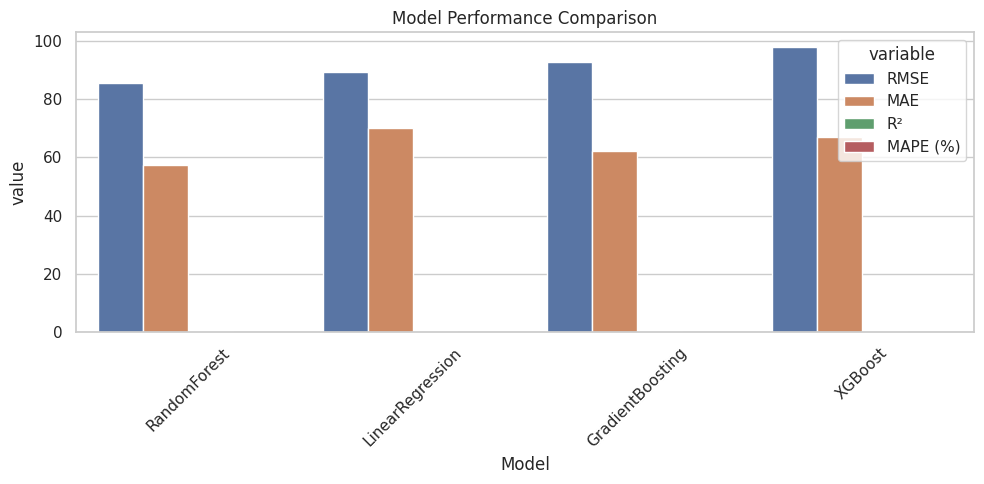 Model Performance Comparison
100
80
60
40
20
0
value
variable
RMSE
MAE
R²
MAPE (%)
RandomForest
LinearRegression
GradientBoosting
XGBoost
Model